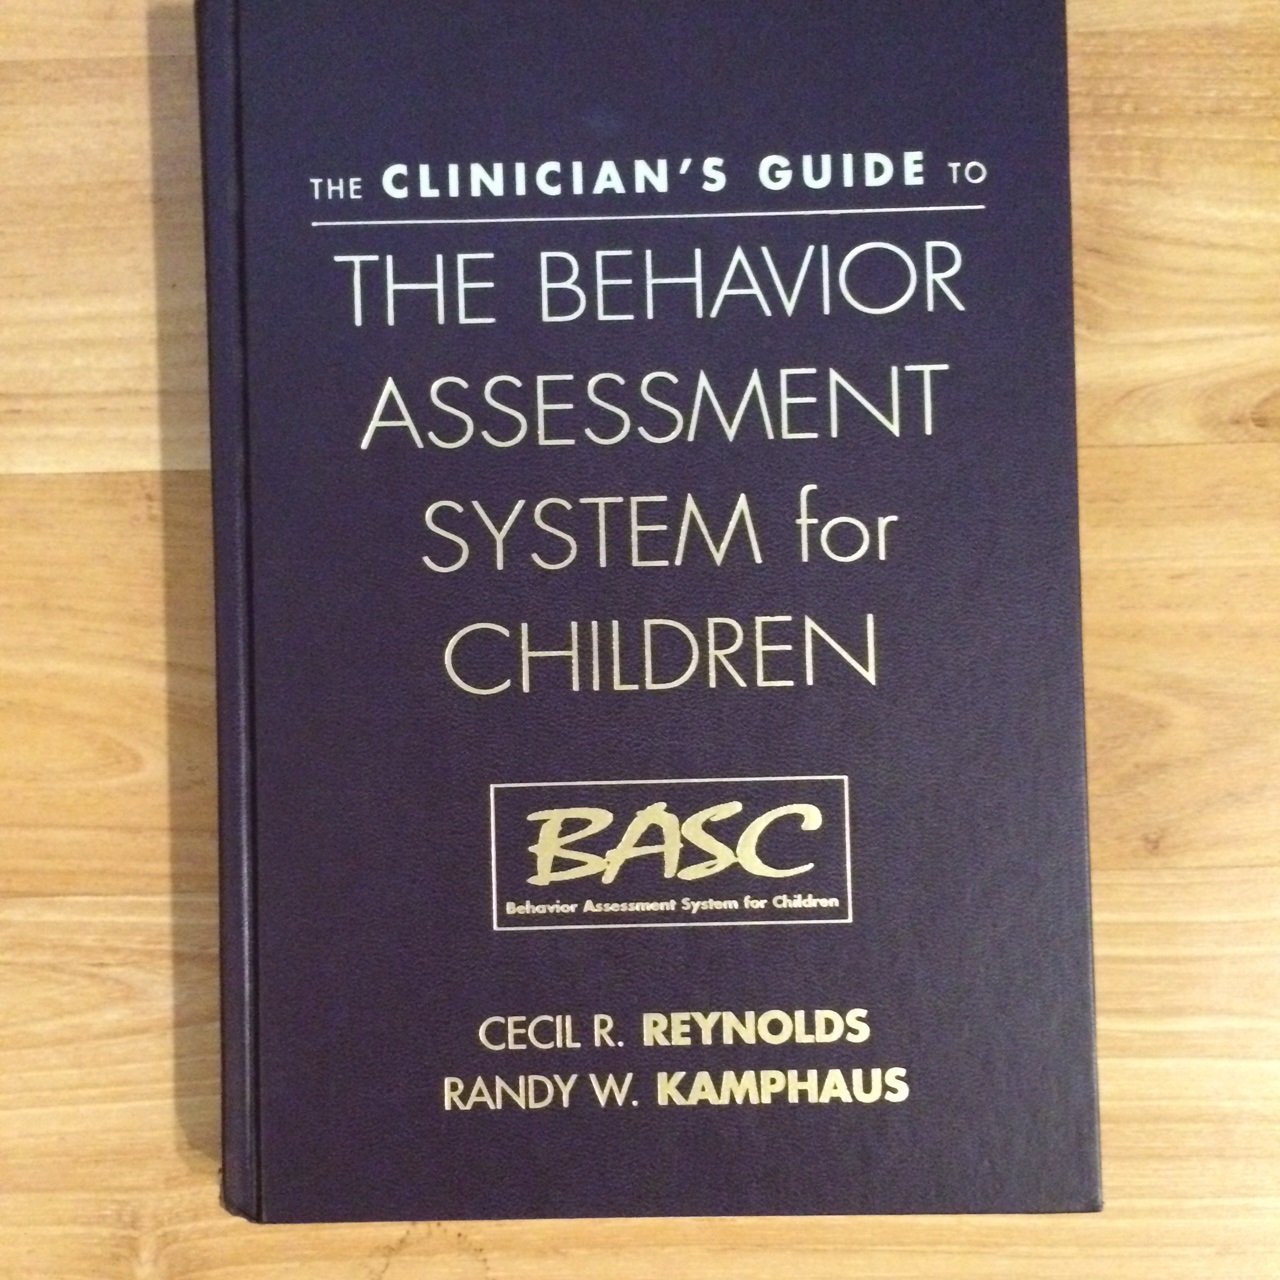 THE CLINICIAN'S GUIDE TO
THE BEHAVIOR
ASSESSMENT
SYSTEM for
CHILDREN
BASC
Behavior Assessment System for Children
CECIL R. REYNOLDS
RANDY W. KAMPHAUS